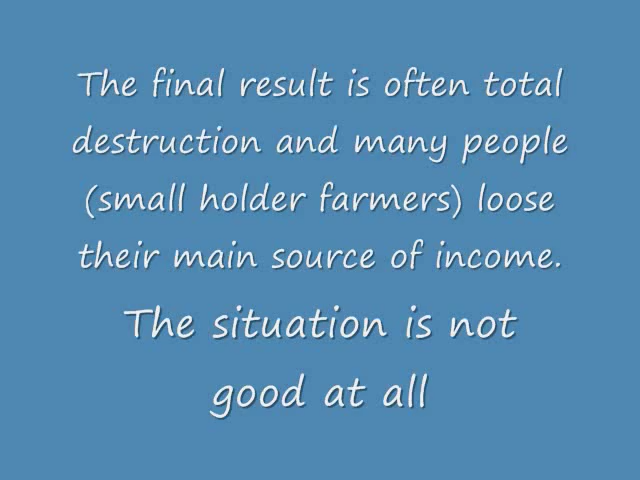 The final result is often total
destruction and many people
(small holder farmers) loose
their main source of income.
The situation is not
good at all